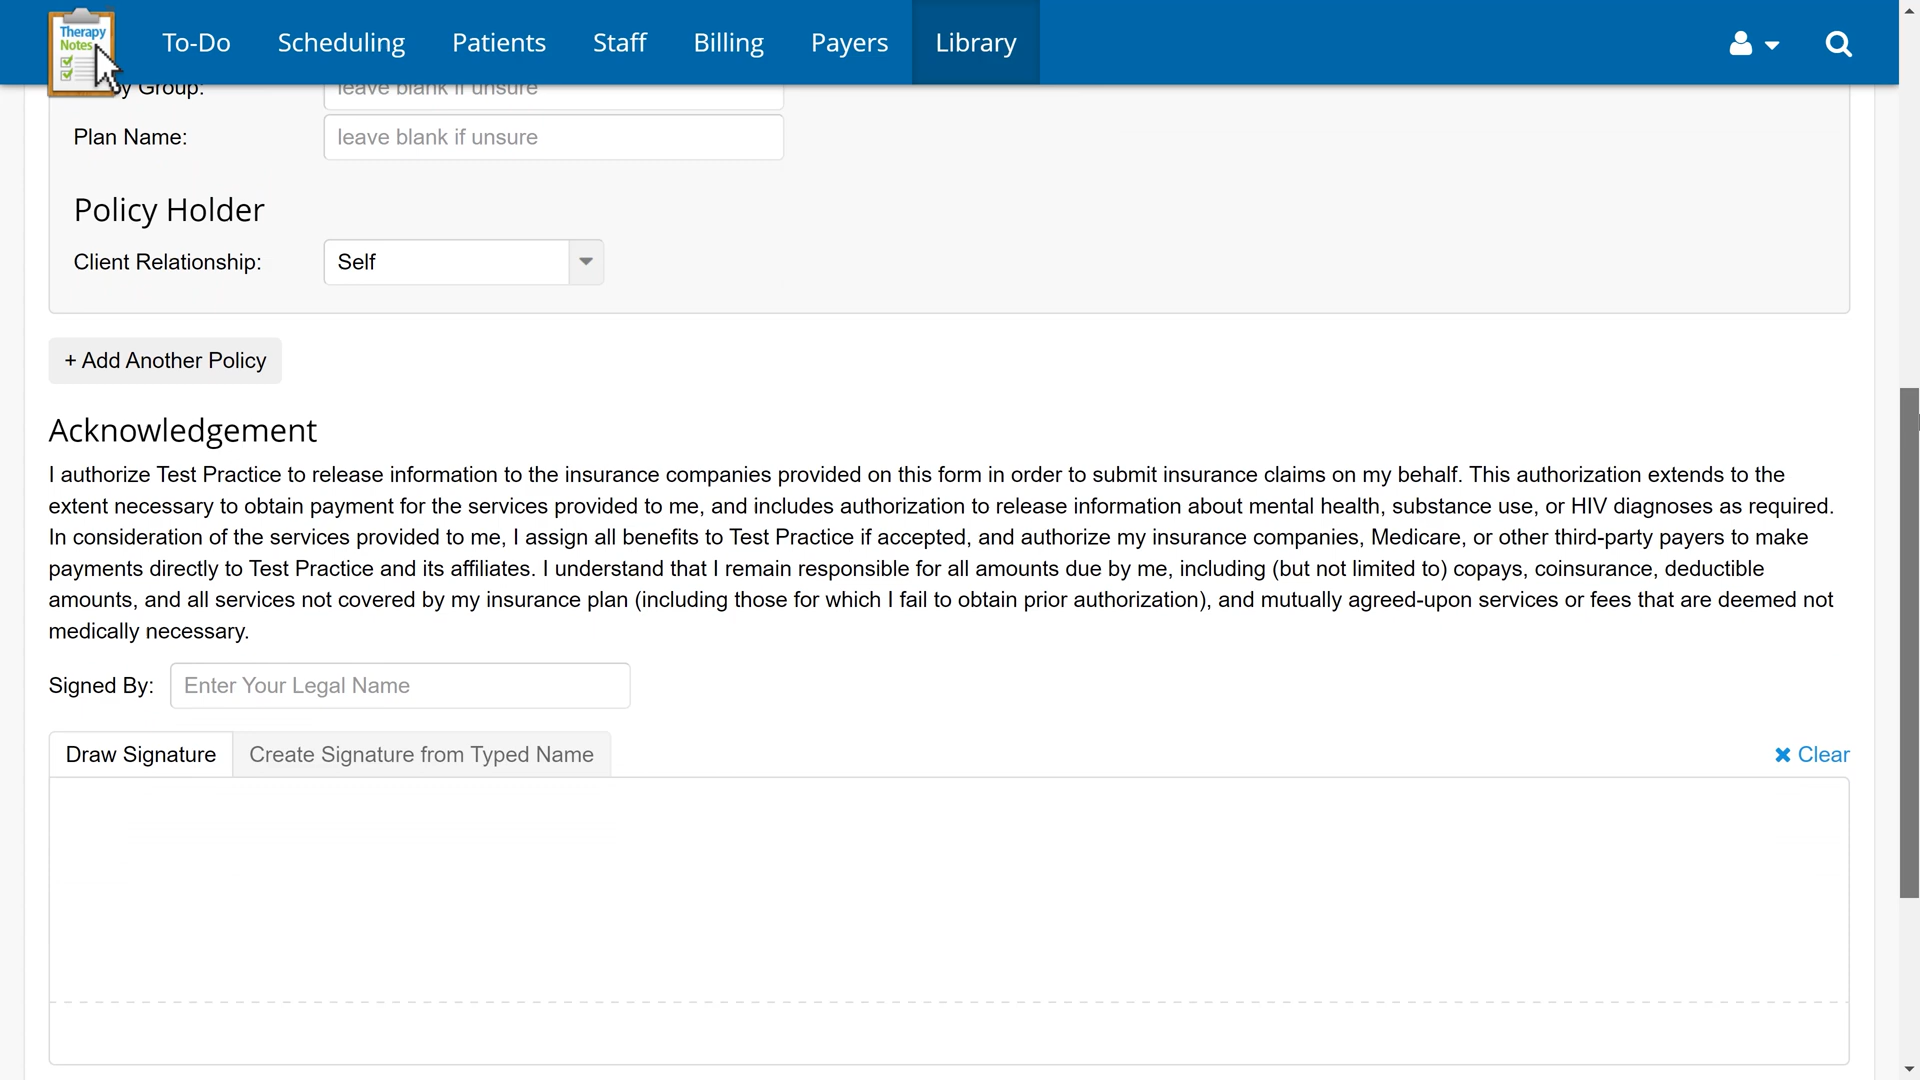 Therapy
Notes
To-Do
Scheduling
Patients
Staff
Billing
Payers
Library
Group:
leave blank if unsure
Plan Name:
leave blank if unsure
Policy Holder
Client Relationship:
Self
+ Add Another Policy
Acknowledgement
I authorize Test Practice to release information to the insurance companies provided on this form in order to submit insurance claims on my behalf. This authorization extends to the
extent necessary to obtain payment for the services provided to me, and includes authorization to release information about mental health, substance use, or HIV diagnoses as required.
In consideration of the services provided to me, I assign all benefits to Test Practice if accepted, and authorize my insurance companies, Medicare, or other third-party payers to make
payments directly to Test Practice and its affiliates. I understand that I remain responsible for all amounts due by me, including (but not limited to) copays, coinsurance, deductible
amounts, and all services not covered by my insurance plan (including those for which I fail to obtain prior authorization), and mutually agreed-upon services or fees that are deemed not
medically necessary.
Signed By:
Enter Your Legal Name
Draw Signature
Create Signature from Typed Name
Clear